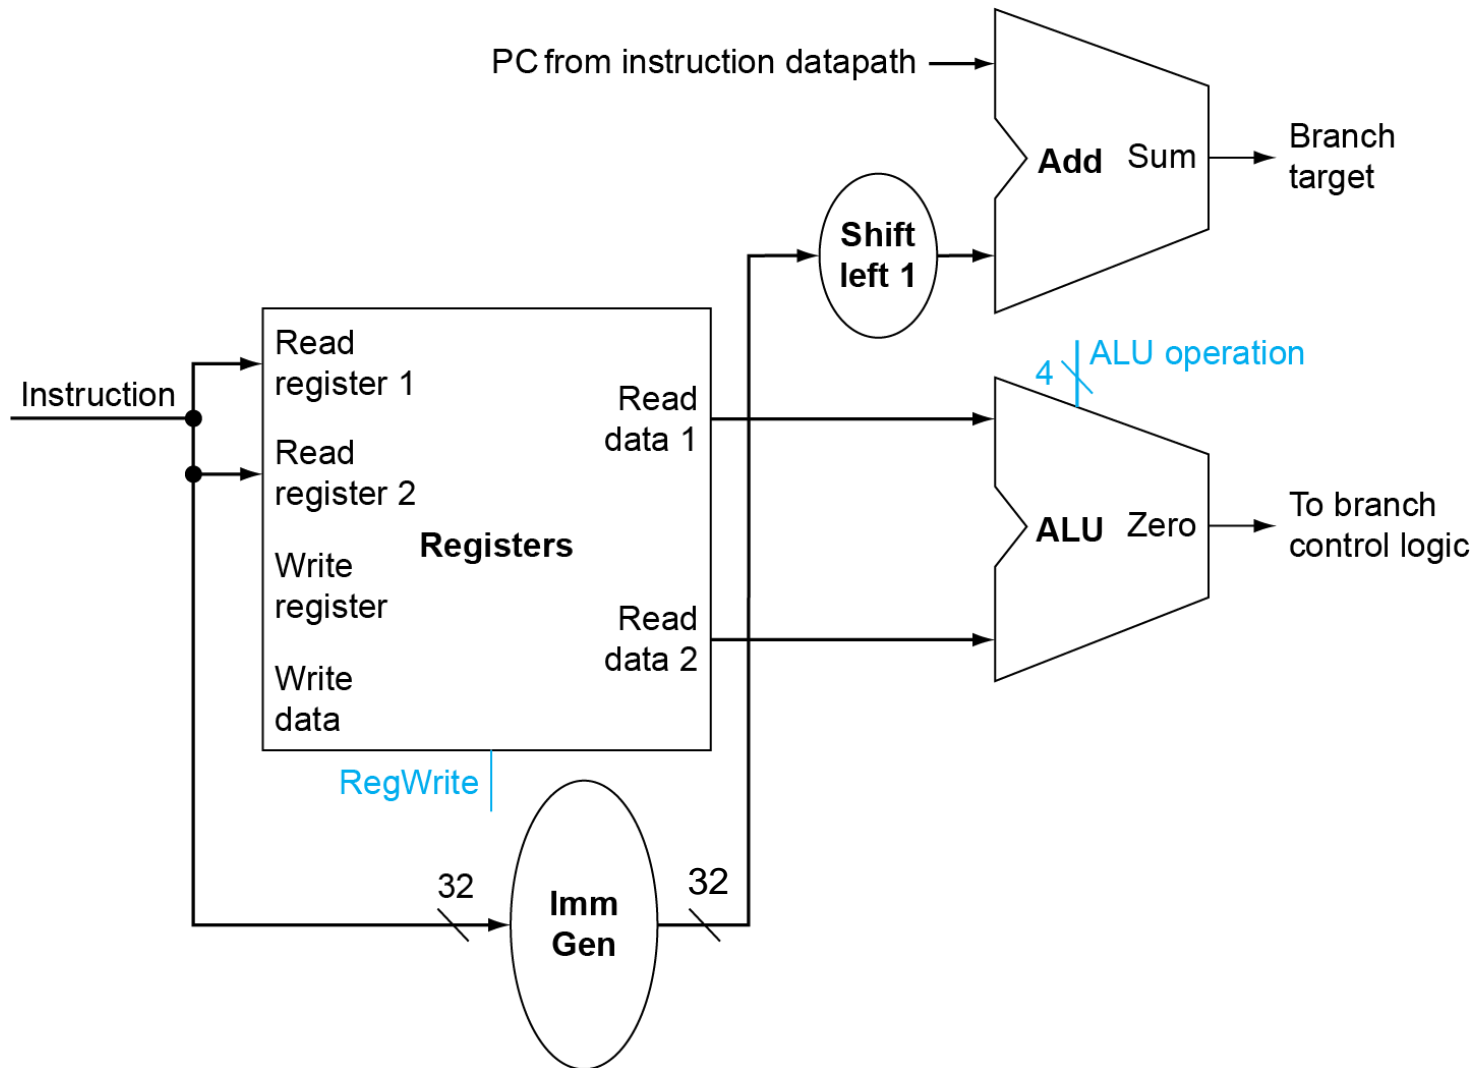 PC from instruction datapath
Add
Sum
Branch
target
Shift
left 1
Instruction
Read
register 1
Read
register 2
Write
register
Write
data
Registers
Read
data 1
Read
data 2
RegWrite
4
ALU operation
ALU
Zero
To branch
control logic
32
Imm
Gen
32